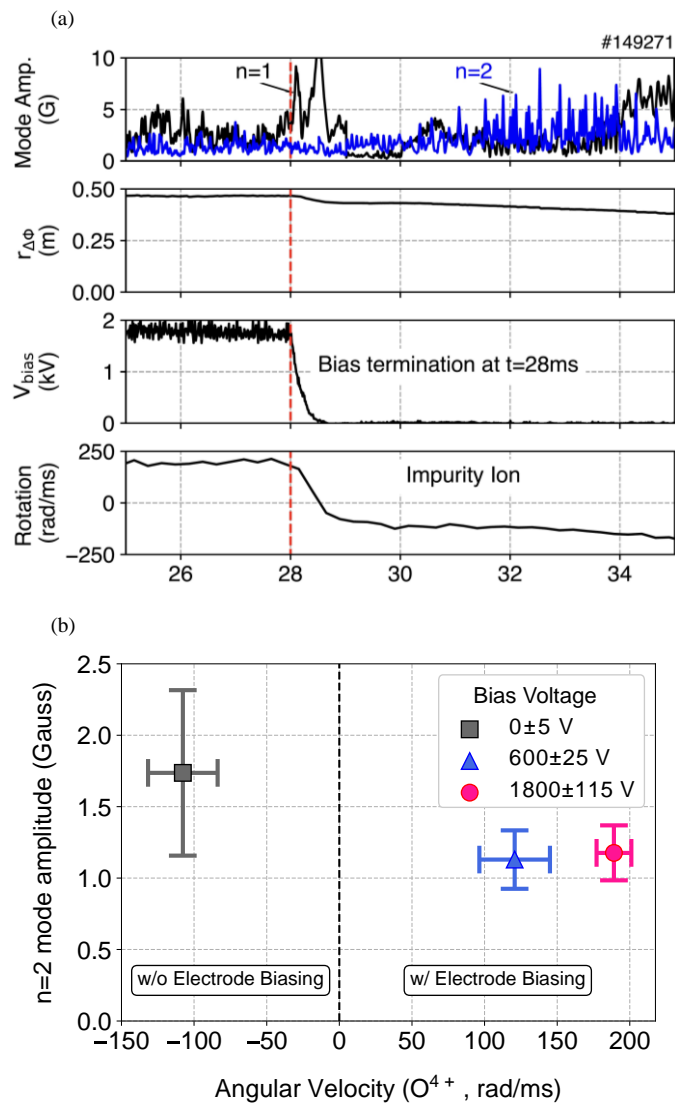 (a)
#149271
10
n=1
n=2
5
0
Mode Amp.
(G)
0.50
0.25
0.00
rΔΦ
(m)
2
1
0
Vbias
(kV)
Bias termination at t=28ms
250
0
−250
Rotation
(rad/ms)
Impurity Ion
26 28 30 32 34
(b)
2.5
2.0
1.5
1.0
0.5
0.0
n=2 mode amplitude (Gauss)
Bias Voltage
0±5 V
600±25 V
1800±115 V
w/o Electrode Biasing
w/ Electrode Biasing
−150 −100 −50 0 50 100 150 200
Angular Velocity (O⁴⁺ , rad/ms)